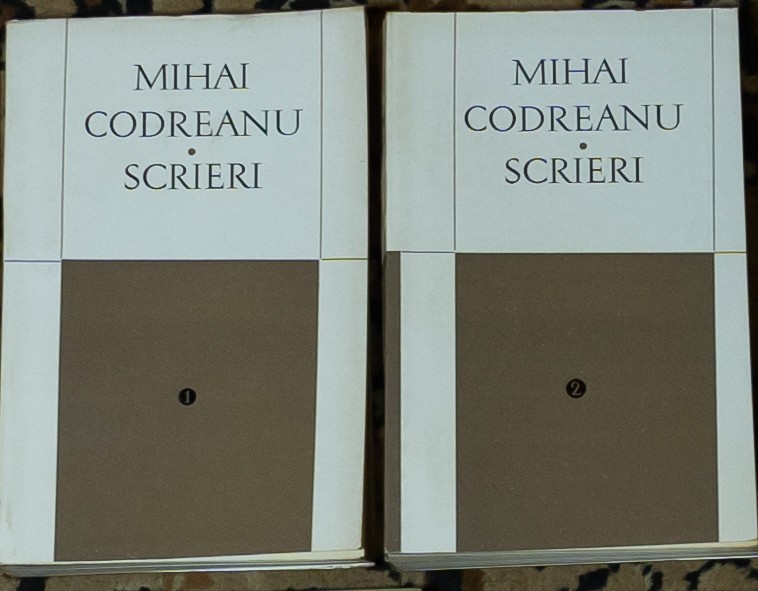 MIHAI
CODREANU
•
SCRIERI
1
MIHAI
CODREANU
•
SCRIERI
2